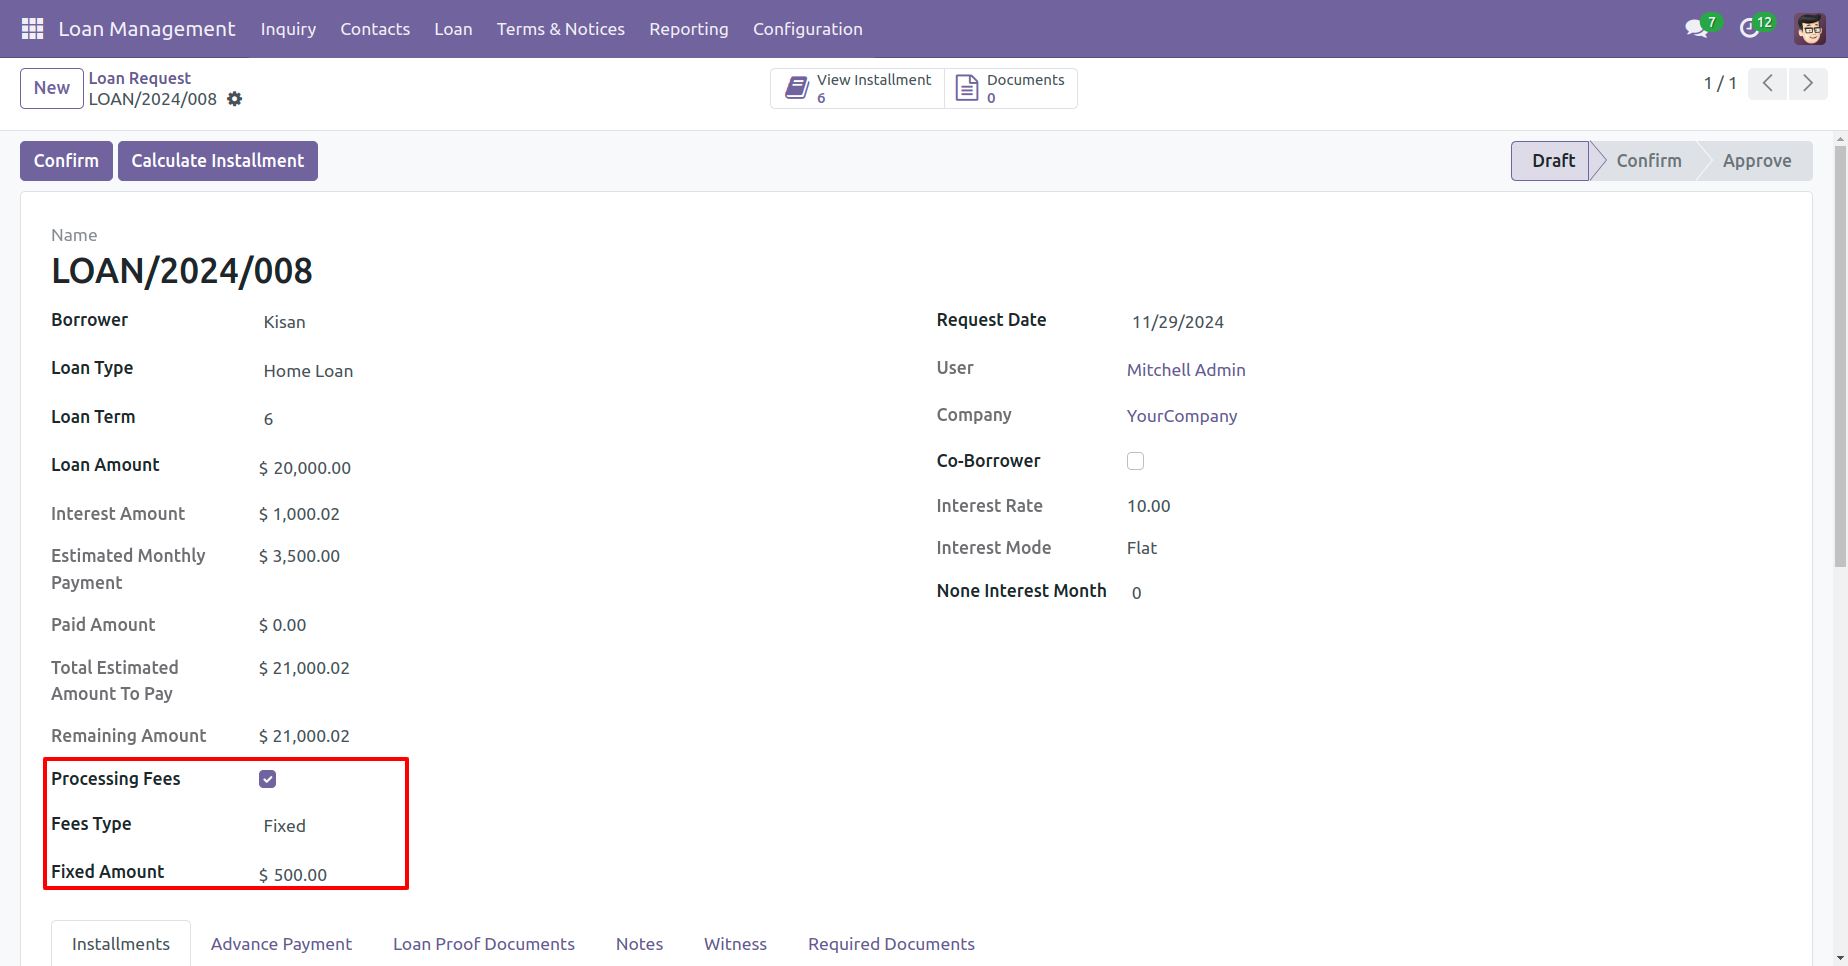 Loan Management Inquiry Contacts Loan Terms & Notices Reporting Configuration 7 12
New
Loan Request
LOAN/2024/008
View Installment
6
Documents
0
1 / 1
Confirm Calculate Installment
Draft Confirm Approve
Name
LOAN/2024/008
Borrower Kisan
Loan Type Home Loan
Loan Term 6
Loan Amount $ 20,000.00
Interest Amount $ 1,000.02
Estimated Monthly
Payment
$ 3,500.00
Paid Amount $ 0.00
Total Estimated
Amount To Pay
$ 21,000.02
Remaining Amount $ 21,000.02
Processing Fees
Fees Type Fixed
Fixed Amount $ 500.00
Request Date 11/29/2024
User Mitchell Admin
Company YourCompany
Co-Borrower
Interest Rate 10.00
Interest Mode Flat
None Interest Month 0
Installments Advance Payment Loan Proof Documents Notes Witness Required Documents